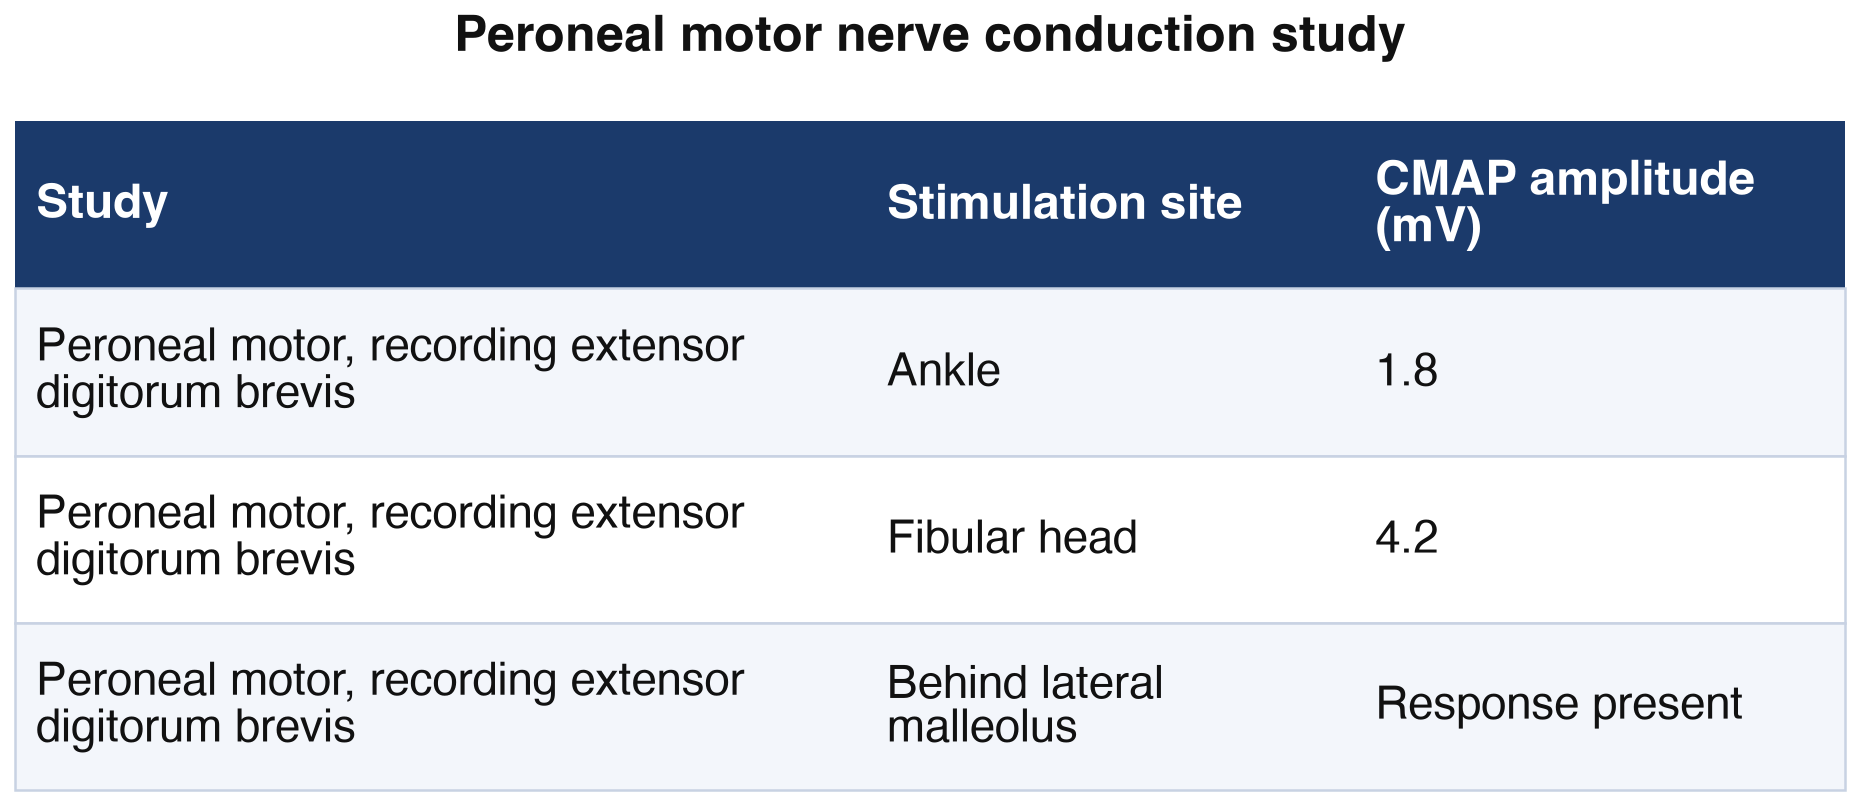 Peroneal motor nerve conduction study
Study
Stimulation site
CMAP amplitude
(mV)
Peroneal motor, recording extensor
digitorum brevis
Ankle
1.8
Peroneal motor, recording extensor
digitorum brevis
Fibular head
4.2
Peroneal motor, recording extensor
digitorum brevis
Behind lateral
malleolus
Response present